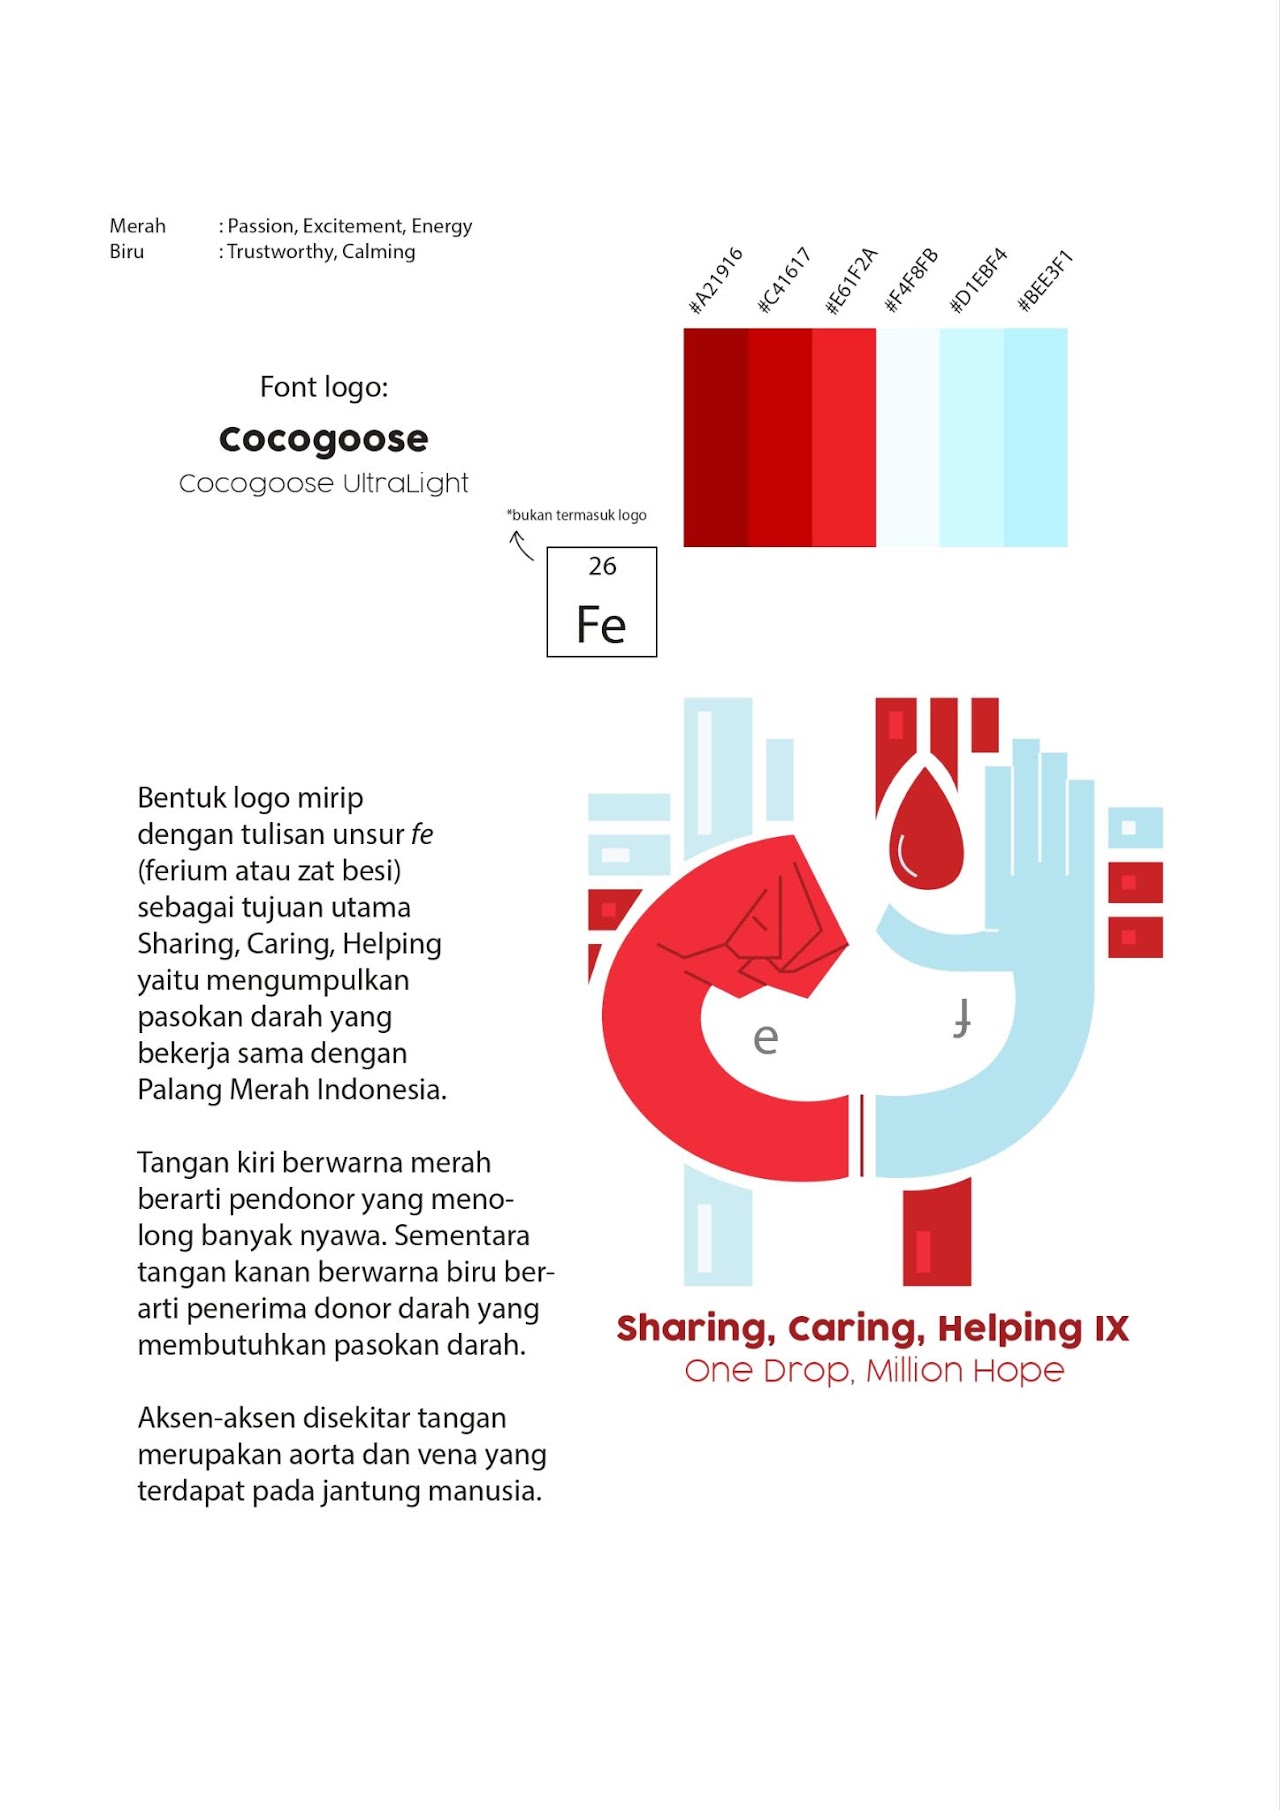 Merah : Passion, Excitement, Energy
Biru : Trustworthy, Calming
#A21916
#C41617
#E61F2A
#F4F8FB
#D1EBF4
#BEE3F1
Font logo:
Cocogoose
Cocogoose UltraLight
*bukan termasuk logo
26
Fe
Bentuk logo mirip
dengan tulisan unsur fe
(ferium atau zat besi)
sebagai tujuan utama
Sharing, Caring, Helping
yaitu mengumpulkan
pasokan darah yang
bekerja sama dengan
Palang Merah Indonesia.
Tangan kiri berwarna merah
berarti pendonor yang meno-
long banyak nyawa. Sementara
tangan kanan berwarna biru ber-
arti penerima donor darah yang
membutuhkan pasokan darah.
Aksen-aksen disekitar tangan
merupakan aorta dan vena yang
terdapat pada jantung manusia.
e
f
Sharing, Caring, Helping IX
One Drop, Million Hope